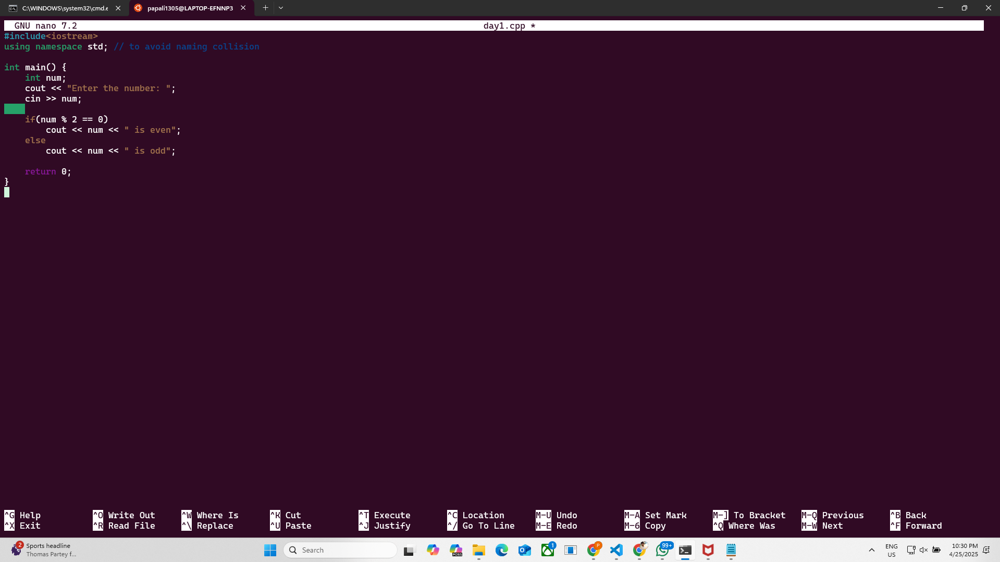 C:\WINDOWS\system32\cmd.e
papali1305@LAPTOP-EFNNP3
GNU nano 7.2 day1.cpp *
#include<iostream>
using namespace std; // to avoid naming collision
int main() {
    int num;
    cout << "Enter the number: ";
    cin >> num;
    if(num % 2 == 0)
        cout << num << " is even";
    else
        cout << num << " is odd";
    return 0;
}
^G Help ^O Write Out ^W Where Is ^K Cut ^T Execute ^C Location M-U Undo M-A Set Mark M-] To Bracket M-Q Previous ^B Back
^X Exit ^R Read File ^\ Replace ^U Paste ^J Justify ^/ Go To Line M-E Redo M-6 Copy ^Q Where Was M-W Next ^F Forward
2
Sports headline
Thomas Partey f...
Search
M365
1
P
99+
ENG
US
10:30 PM
4/25/2025